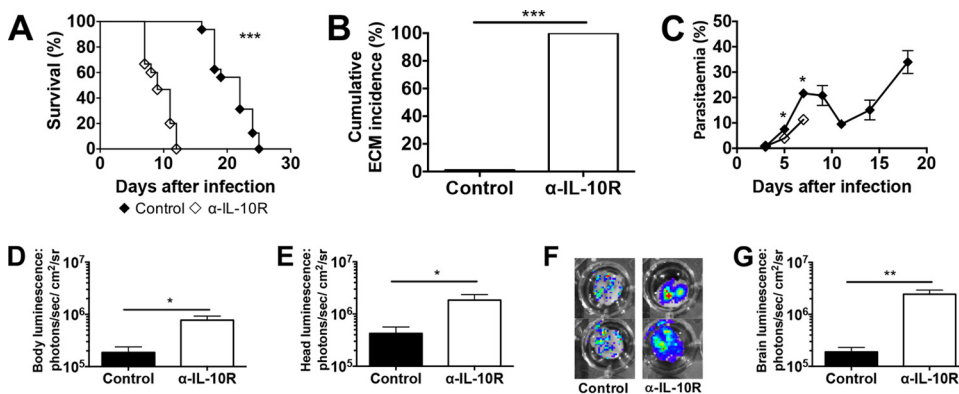 A
Survival (%)
100
80
60
40
20
0
***
0 10 20 30
Days after infection
◆ Control ◇ α-IL-10R
B
Cumulative
ECM incidence (%)
100
80
60
40
20
0
***
Control α-IL-10R
C
Parasitaemia (%)
50
40
30
20
10
0
*
*
0 5 10 15 20
Days after infection
D
Body luminescence:
photons/sec/ cm²/sr
10⁷
10⁶
10⁵
*
Control α-IL-10R
E
Head luminescence:
photons/sec/ cm²/sr
10⁷
10⁶
10⁵
*
Control α-IL-10R
F
Control α-IL-10R
G
Brain luminescence:
photons/sec/ cm²/sr
10⁷
10⁶
10⁵
**
Control α-IL-10R